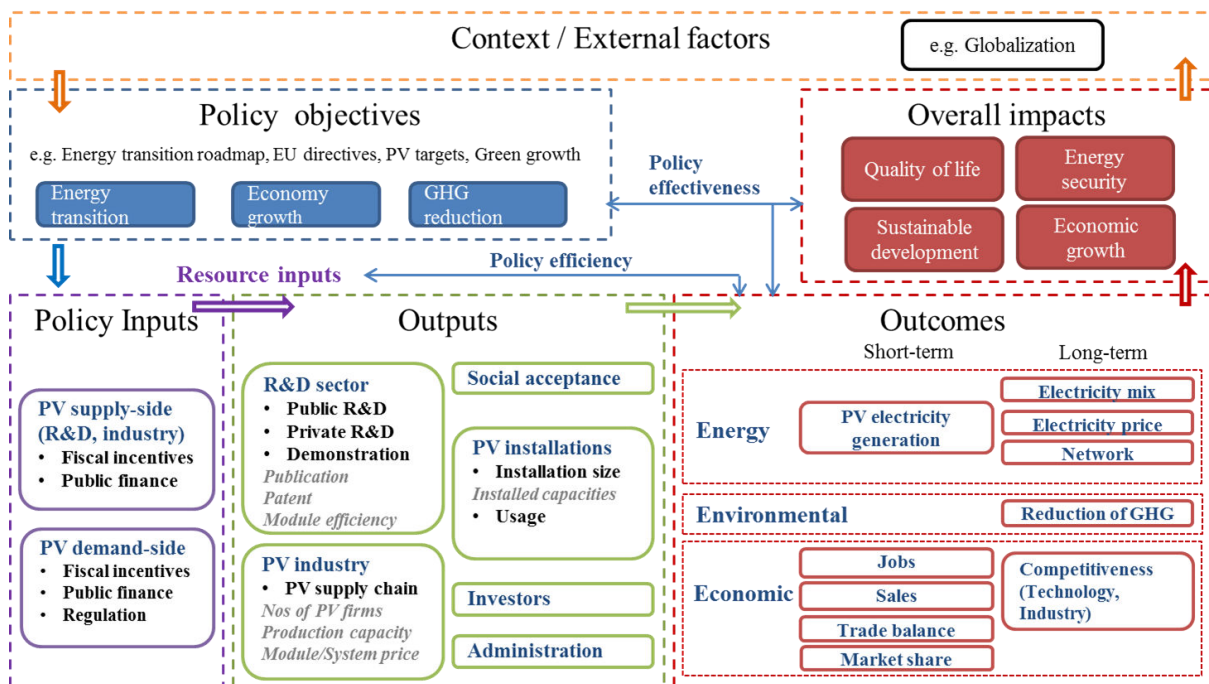 Context / External factors
e.g. Globalization
Policy objectives
e.g. Energy transition roadmap, EU directives, PV targets, Green growth
Energy
transition
Economy
growth
GHG
reduction
Policy
effectiveness
Overall impacts
Quality of life
Energy
security
Sustainable
development
Economic
growth
Resource inputs
Policy efficiency
Policy Inputs
PV supply-side
(R&D, industry)
• Fiscal incentives
• Public finance
PV demand-side
• Fiscal incentives
• Public finance
• Regulation
Outputs
R&D sector
• Public R&D
• Private R&D
• Demonstration
Publication
Patent
Module efficiency
PV industry
• PV supply chain
Nos of PV firms
Production capacity
Module/System price
Social acceptance
PV installations
• Installation size
Installed capacities
• Usage
Investors
Administration
Outcomes
Short-term
Long-term
Energy
PV electricity
generation
Electricity mix
Electricity price
Network
Environmental
Reduction of GHG
Economic
Jobs
Sales
Trade balance
Market share
Competitiveness
(Technology,
Industry)